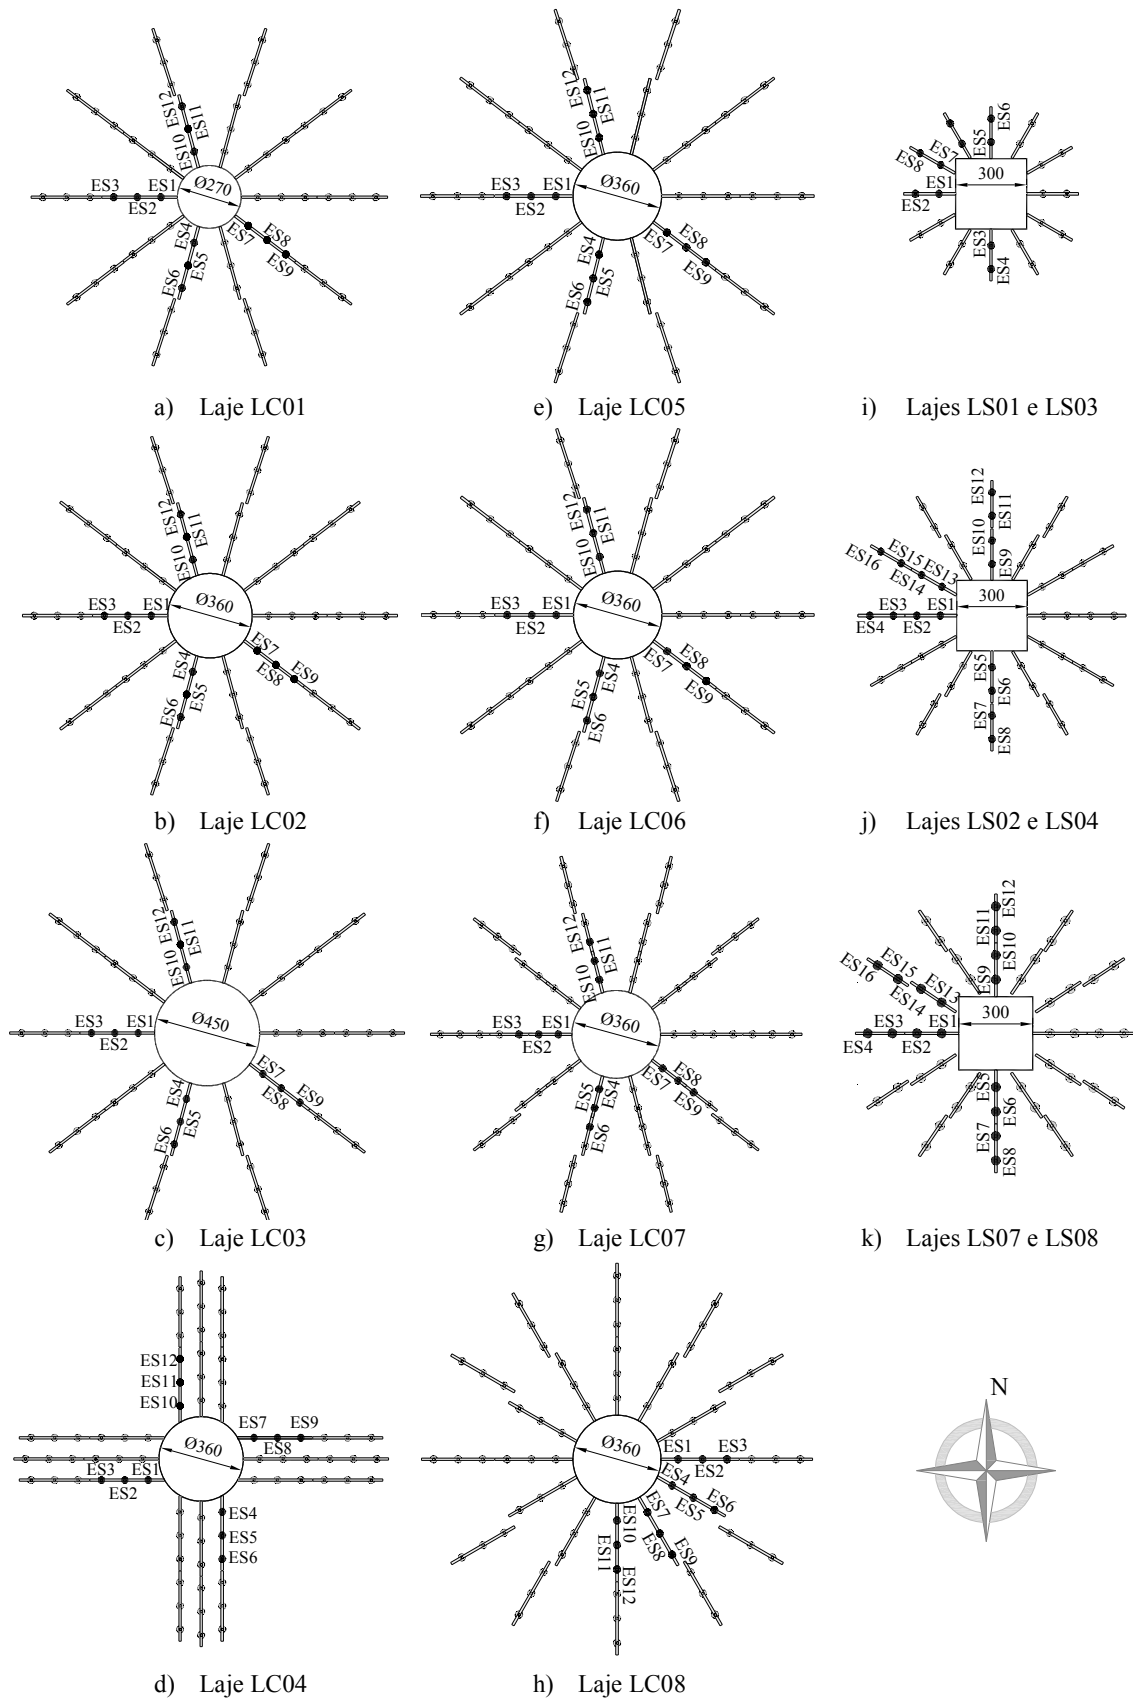 ES12
ES11
ES10
ES3
ES1
ES2
Ø270
ES4
ES5
ES6
ES7
ES8
ES9
a) Laje LC01
ES12
ES11
ES10
ES3
ES1
ES2
Ø360
ES4
ES5
ES6
ES7
ES8
ES9
e) Laje LC05
ES6
ES5
ES7
ES8
ES1
ES2
300
ES3
ES4
i) Lajes LS01 e LS03
ES12
ES11
ES10
ES3
ES1
ES2
Ø360
ES4
ES5
ES6
ES7
ES8
ES9
b) Laje LC02
ES12
ES11
ES10
ES3
ES1
ES2
Ø360
ES4
ES5
ES6
ES7
ES8
ES9
f) Laje LC06
ES12
ES11
ES10
ES9
ES16
ES15
ES14
ES13
ES3
ES1
ES4
ES2
300
ES5
ES6
ES7
ES8
j) Lajes LS02 e LS04
ES12
ES11
ES10
ES3
ES1
ES2
Ø450
ES4
ES5
ES6
ES7
ES8
ES9
c) Laje LC03
ES12
ES11
ES10
ES3
ES1
ES2
Ø360
ES4
ES5
ES6
ES7
ES8
ES9
g) Laje LC07
ES12
ES11
ES10
ES9
ES16
ES15
ES14
ES13
ES3
ES1
ES4
ES2
300
ES5
ES6
ES7
ES8
k) Lajes LS07 e LS08
ES12
ES11
ES10
ES7
ES9
ES8
Ø360
ES3
ES1
ES2
ES4
ES5
ES6
d) Laje LC04
Ø360
ES1
ES3
ES2
ES4
ES5
ES6
ES7
ES8
ES9
ES10
ES11
ES12
h) Laje LC08
N